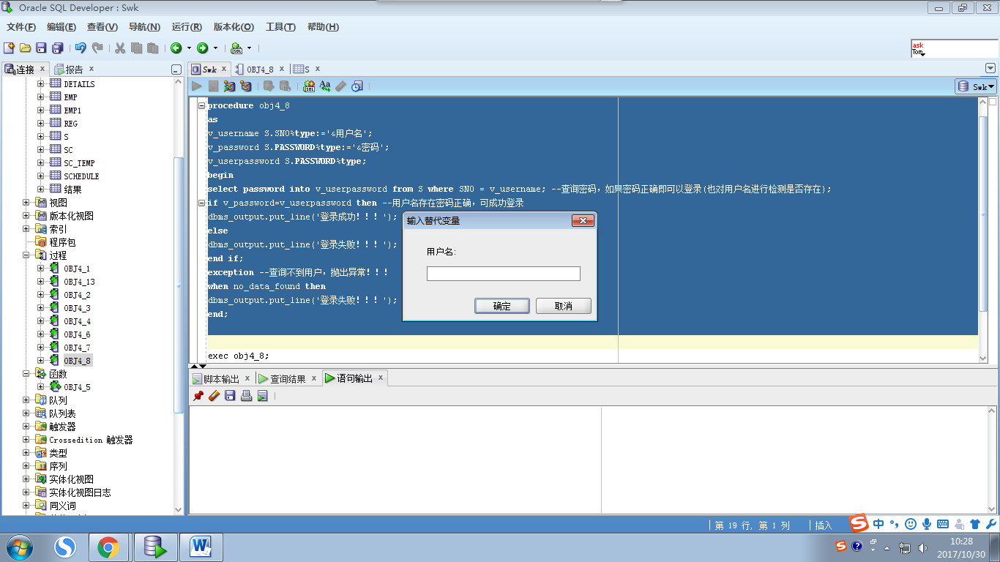 Oracle SQL Developer : Swk
文件(F) 编辑(E) 查看(V) 导航(N) 运行(R) 版本化(O) 工具(T) 帮助(H)
ask
Tom
连接 x 报告 x
Swk x OBJ4_8 x S x
Swk
DETAILS
EMP
EMP1
REG
S
SC
SC_TEMP
SCHEDULE
结果
视图
版本化视图
索引
程序包
过程
OBJ4_1
OBJ4_13
OBJ4_2
OBJ4_3
OBJ4_4
OBJ4_6
OBJ4_7
OBJ4_8
函数
OBJ4_5
队列
队列表
触发器
Crossedition 触发器
类型
序列
实体化视图
实体化视图日志
同义词
procedure obj4_8
as
v_username S.SNO%type:='&用户名';
v_password S.PASSWORD%type:='&密码';
v_userpassword S.PASSWORD%type;
begin
select password into v_userpassword from S where SNO = v_username; --查询密码，如果密码正确即可以登录(也对用户名进行检测是否存在);
if v_password=v_userpassword then --用户名存在密码正确，可成功登录
dbms_output.put_line('登录成功！！！');
else
dbms_output.put_line('登录失败！！！');
end if;
exception --查询不到用户，抛出异常！！！
when no_data_found then
dbms_output.put_line('登录失败！！！');
end;
exec obj4_8;
输入替代变量
用户名:
确定 取消
脚本输出 x 查询结果 x 语句输出 x
第 19 行, 第 1 列 插入
中
10:28
2017/10/30